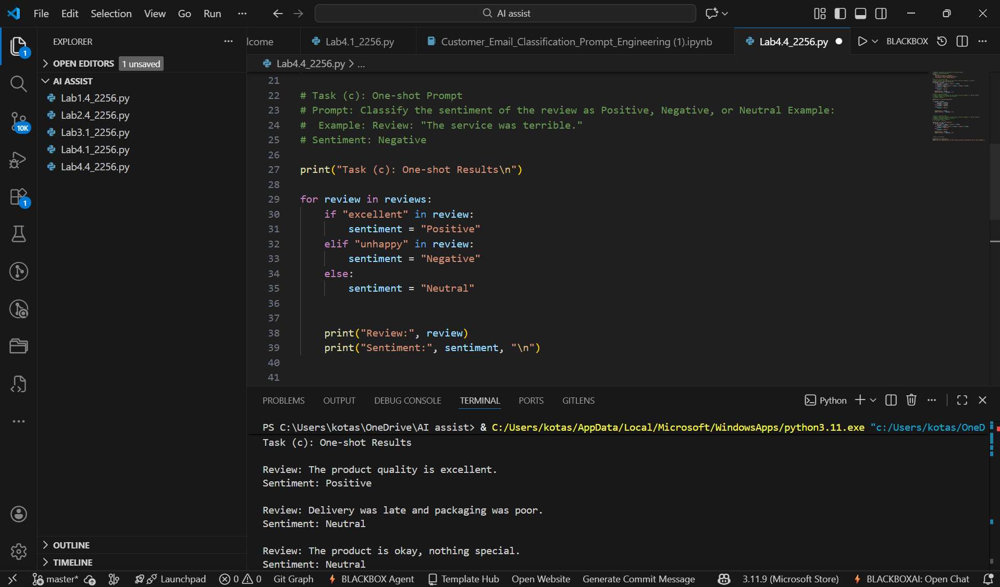 File Edit Selection View Go Run ...
AI assist
EXPLORER
lcome
Lab4.1_2256.py
Customer_Email_Classification_Prompt_Engineering (1).ipynb
Lab4.4_2256.py
BLACKBOX
OPEN EDITORS 1 unsaved
Lab4.4_2256.py > ...
AI ASSIST
Lab1.4_2256.py
Lab2.4_2256.py
Lab3.1_2256.py
Lab4.1_2256.py
Lab4.4_2256.py
1
10K
1
21
22 # Task (c): One-shot Prompt
23 # Prompt: Classify the sentiment of the review as Positive, Negative, or Neutral Example:
24 #  Example: Review: "The service was terrible."
25 # Sentiment: Negative
26
27 print("Task (c): One-shot Results\n")
28
29 for review in reviews:
30     if "excellent" in review:
31         sentiment = "Positive"
32     elif "unhappy" in review:
33         sentiment = "Negative"
34     else:
35         sentiment = "Neutral"
36
37
38     print("Review:", review)
39     print("Sentiment:", sentiment, "\n")
40
41
PROBLEMS OUTPUT DEBUG CONSOLE TERMINAL PORTS GITLENS
Python
PS C:\Users\kotas\OneDrive\AI assist> & C:/Users/kotas/AppData/Local/Microsoft/WindowsApps/python3.11.exe "c:/Users/kotas/OneD
Task (c): One-shot Results
Review: The product quality is excellent.
Sentiment: Positive
Review: Delivery was late and packaging was poor.
Sentiment: Neutral
Review: The product is okay, nothing special.
Sentiment: Neutral
OUTLINE
TIMELINE
master* Launchpad 0 0 Git Graph BLACKBOX Agent Template Hub Open Website Generate Commit Message 3.11.9 (Microsoft Store) BLACKBOXAI: Open Chat